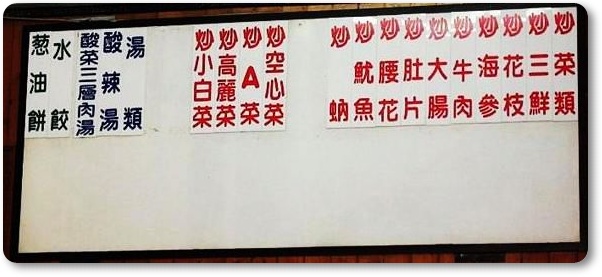 炒菜類
炒三鮮
炒花枝
炒海參
炒牛肉
炒大腸
炒肚片
炒腰花
炒魷魚
炒蚋
炒空心菜
炒A菜
炒高麗菜
炒小白菜
湯類
酸辣湯
酸菜三層肉湯
水餃
葱油餅